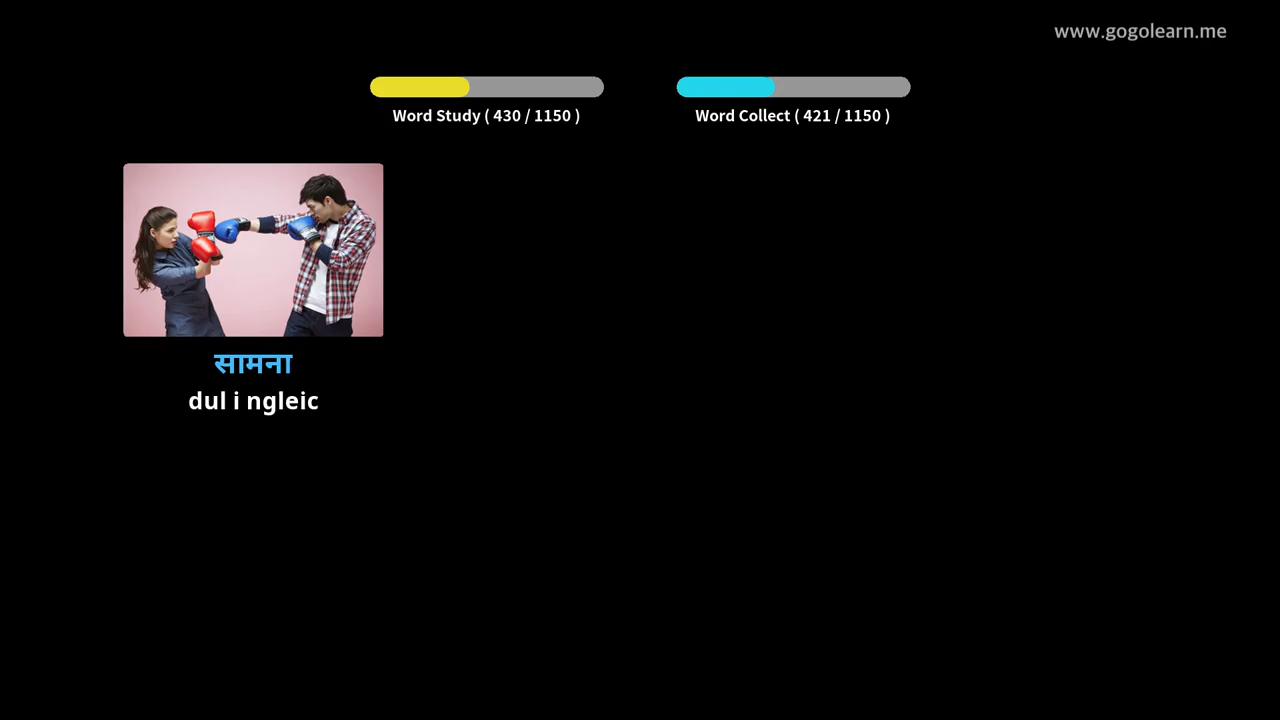 www.gogolearn.me
Word Study ( 430 / 1150 )
Word Collect ( 421 / 1150 )
सामना
dul i ngleic